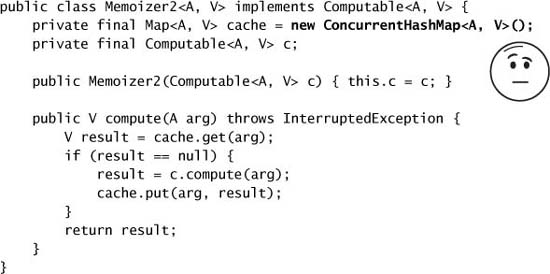 public class Memoizer2<A, V> implements Computable<A, V> {
    private final Map<A, V> cache = new ConcurrentHashMap<A, V>();
    private final Computable<A, V> c;

    public Memoizer2(Computable<A, V> c) { this.c = c; }

    public V compute(A arg) throws InterruptedException {
        V result = cache.get(arg);
        if (result == null) {
            result = c.compute(arg);
            cache.put(arg, result);
        }
        return result;
    }
}